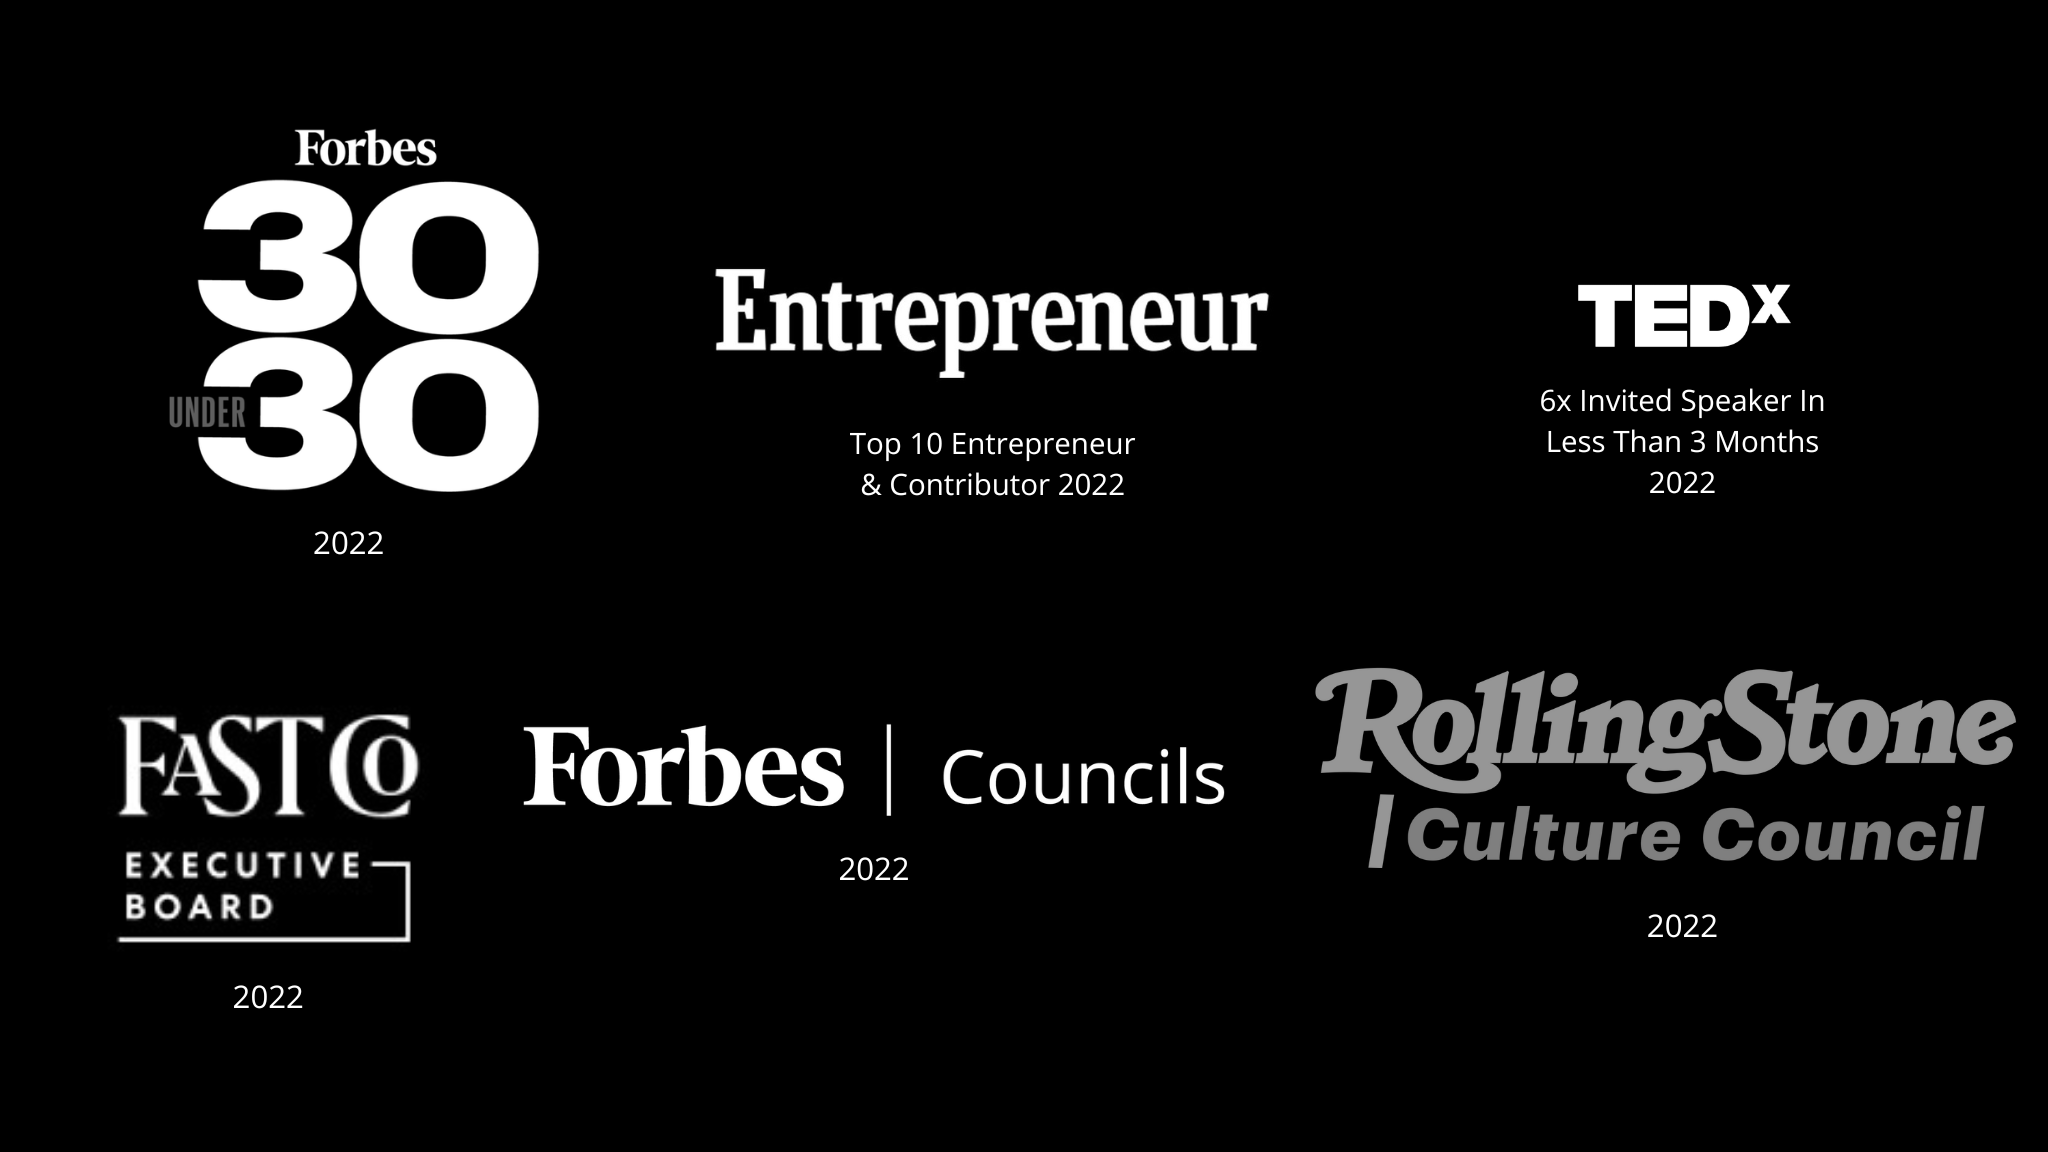 Forbes
30
UNDER 30
2022
Entrepreneur
Top 10 Entrepreneur
& Contributor 2022
TEDx
6x Invited Speaker In
Less Than 3 Months
2022
FAST CO
EXECUTIVE
BOARD
2022
Forbes | Councils
2022
RollingStone
| Culture Council
2022